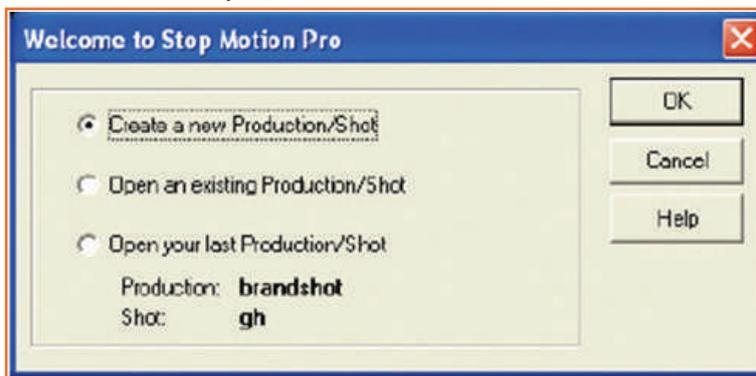 Welcome to Stop Motion Pro
Create a new Production/Shot
Open an existing Production/Shot
Open your last Production/Shot
Production: brandshot
Shot: gh
OK
Cancel
Help